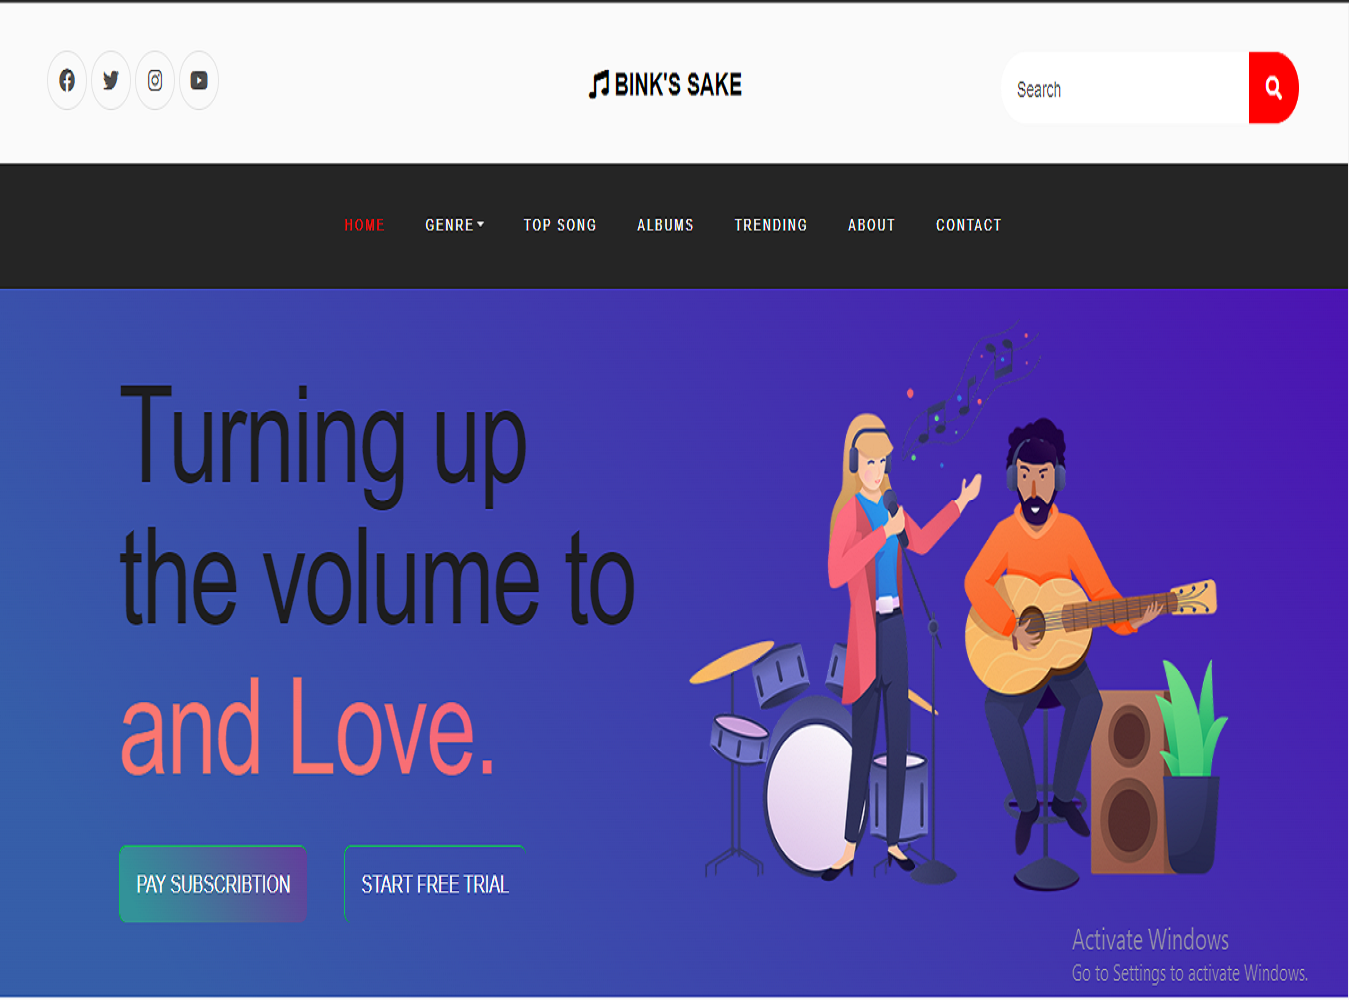 BINK'S SAKE
Search
HOME GENRE TOP SONG ALBUMS TRENDING ABOUT CONTACT
Turning up
the volume to
and Love.
PAY SUBSCRIBTION START FREE TRIAL
Activate Windows
Go to Settings to activate Windows.